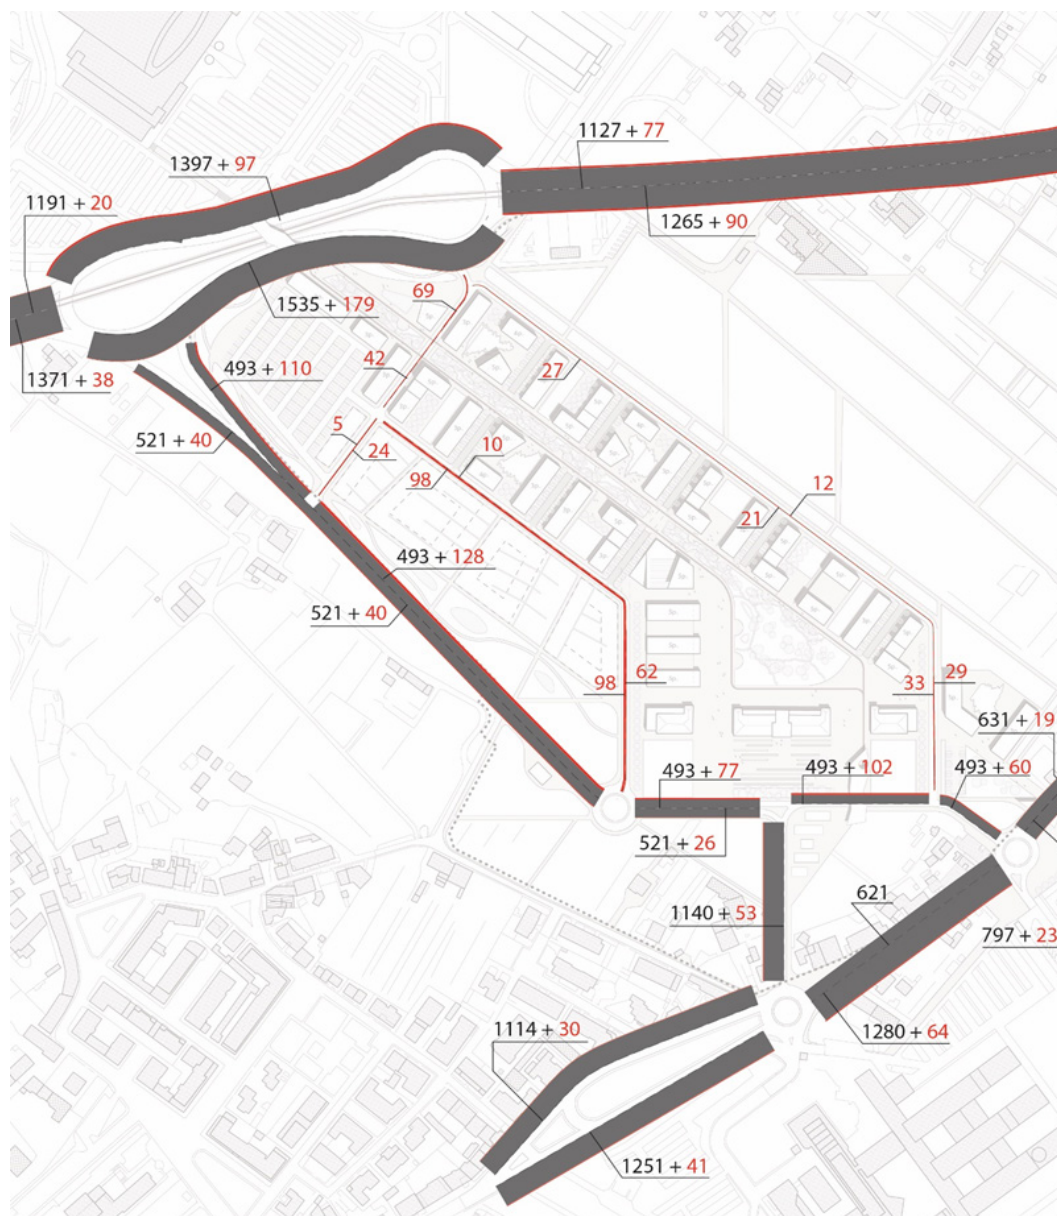 1127 + 77
1397 + 97
1191 + 20
1265 + 90
69
1535 + 179
42
27
493 + 110
1371 + 38
5
10
521 + 40
24
98
12
21
493 + 128
521 + 40
62
29
98
33
631 + 19
493 + 77
493 + 102
493 + 60
521 + 26
621
1140 + 53
797 + 23
1114 + 30
1280 + 64
1251 + 41